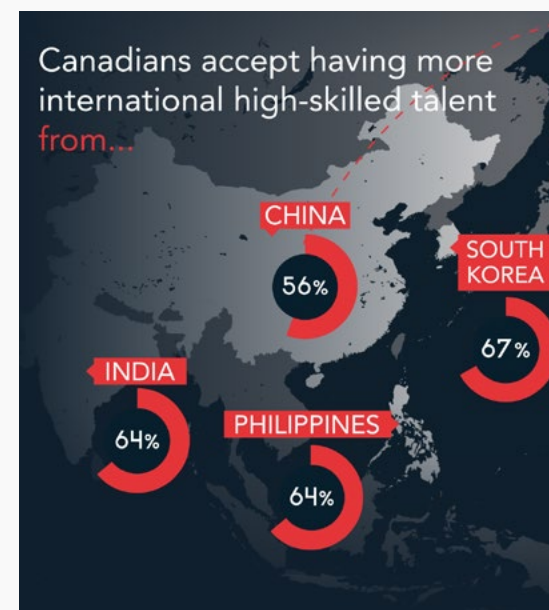 Canadians accept having more
international high-skilled talent
from...
CHINA
56%
SOUTH
KOREA
67%
INDIA
64%
PHILIPPINES
64%